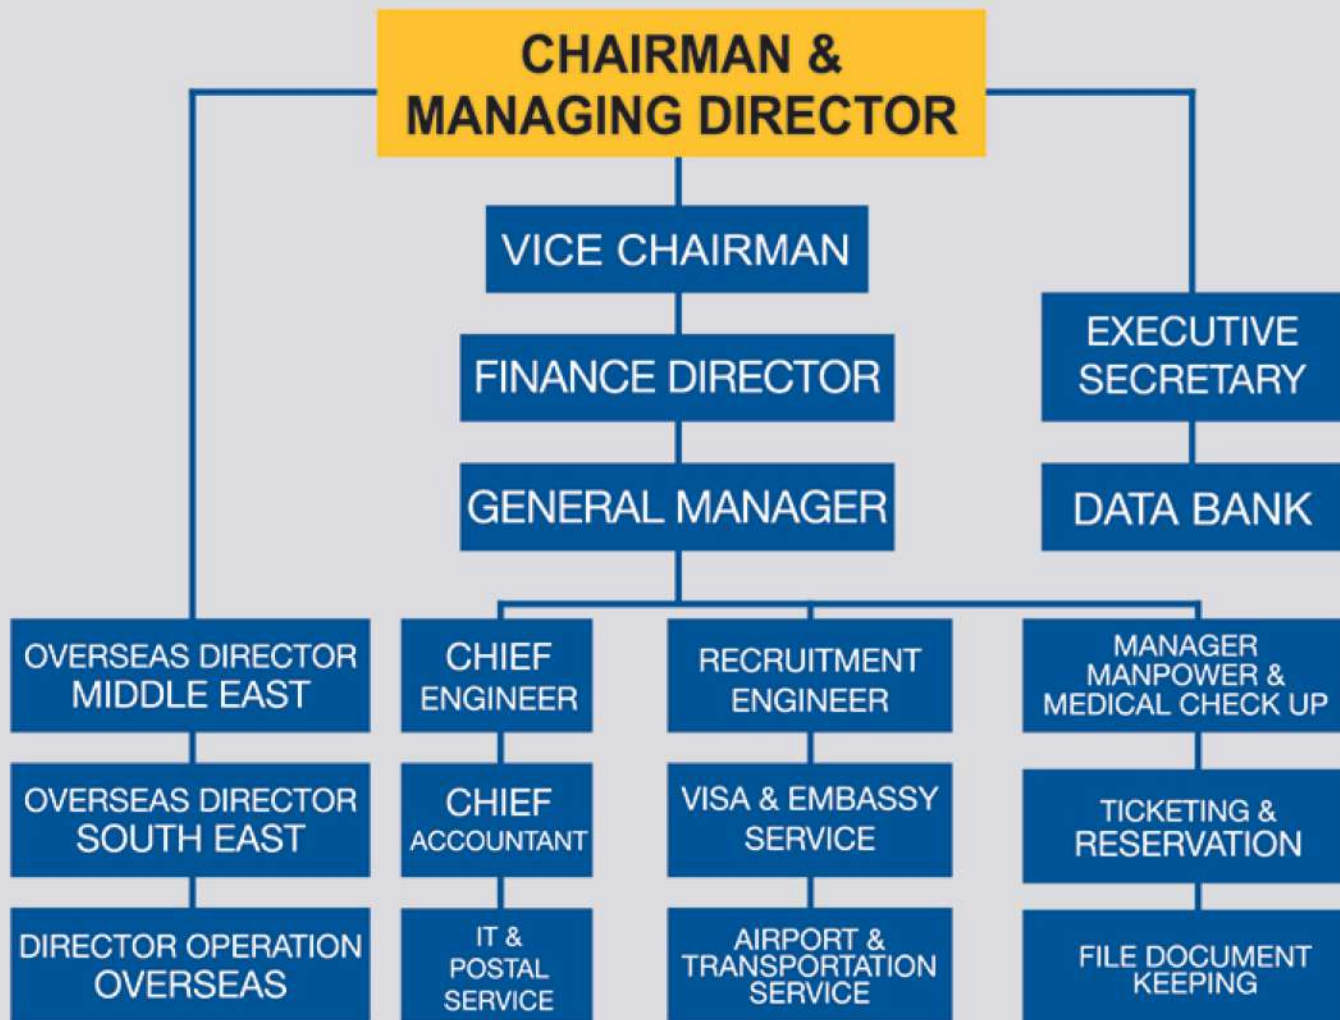 CHAIRMAN &
MANAGING DIRECTOR
VICE CHAIRMAN
FINANCE DIRECTOR
GENERAL MANAGER
EXECUTIVE
SECRETARY
DATA BANK
OVERSEAS DIRECTOR
MIDDLE EAST
OVERSEAS DIRECTOR
SOUTH EAST
DIRECTOR OPERATION
OVERSEAS
CHIEF
ENGINEER
CHIEF
ACCOUNTANT
IT &
POSTAL
SERVICE
RECRUITMENT
ENGINEER
VISA & EMBASSY
SERVICE
AIRPORT &
TRANSPORTATION
SERVICE
MANAGER
MANPOWER &
MEDICAL CHECK UP
TICKETING &
RESERVATION
FILE DOCUMENT
KEEPING